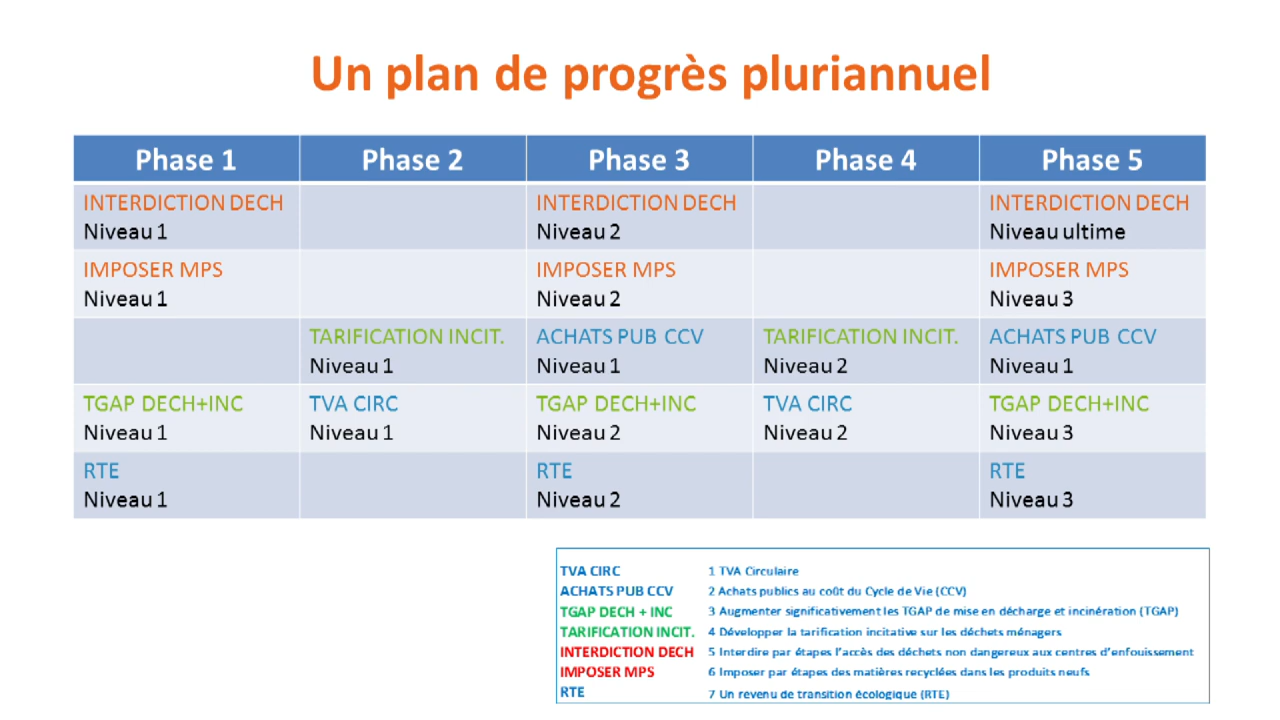 Un plan de progrès pluriannuel
Phase 1 Phase 2 Phase 3 Phase 4 Phase 5
INTERDICTION DECH INTERDICTION DECH INTERDICTION DECH
Niveau 1 Niveau 2 Niveau ultime
IMPOSER MPS IMPOSER MPS IMPOSER MPS
Niveau 1 Niveau 2 Niveau 3
TARIFICATION INCIT. ACHATS PUB CCV TARIFICATION INCIT. ACHATS PUB CCV
Niveau 1 Niveau 1 Niveau 2 Niveau 1
TGAP DECH+INC TVA CIRC TGAP DECH+INC TVA CIRC TGAP DECH+INC
Niveau 1 Niveau 1 Niveau 2 Niveau 2 Niveau 3
RTE RTE RTE
Niveau 1 Niveau 2 Niveau 3
TVA CIRC 1 TVA Circulaire
ACHATS PUB CCV 2 Achats publics au coût du Cycle de Vie (CCV)
TGAP DECH + INC 3 Augmenter significativement les TGAP de mise en décharge et incinération (TGAP)
TARIFICATION INCIT. 4 Développer la tarification incitative sur les déchets ménagers
INTERDICTION DECH 5 Interdire par étapes l'accès des déchets non dangereux aux centres d'enfouissement
IMPOSER MPS 6 Imposer par étapes des matières recyclées dans les produits neufs
RTE 7 Un revenu de transition écologique (RTE)